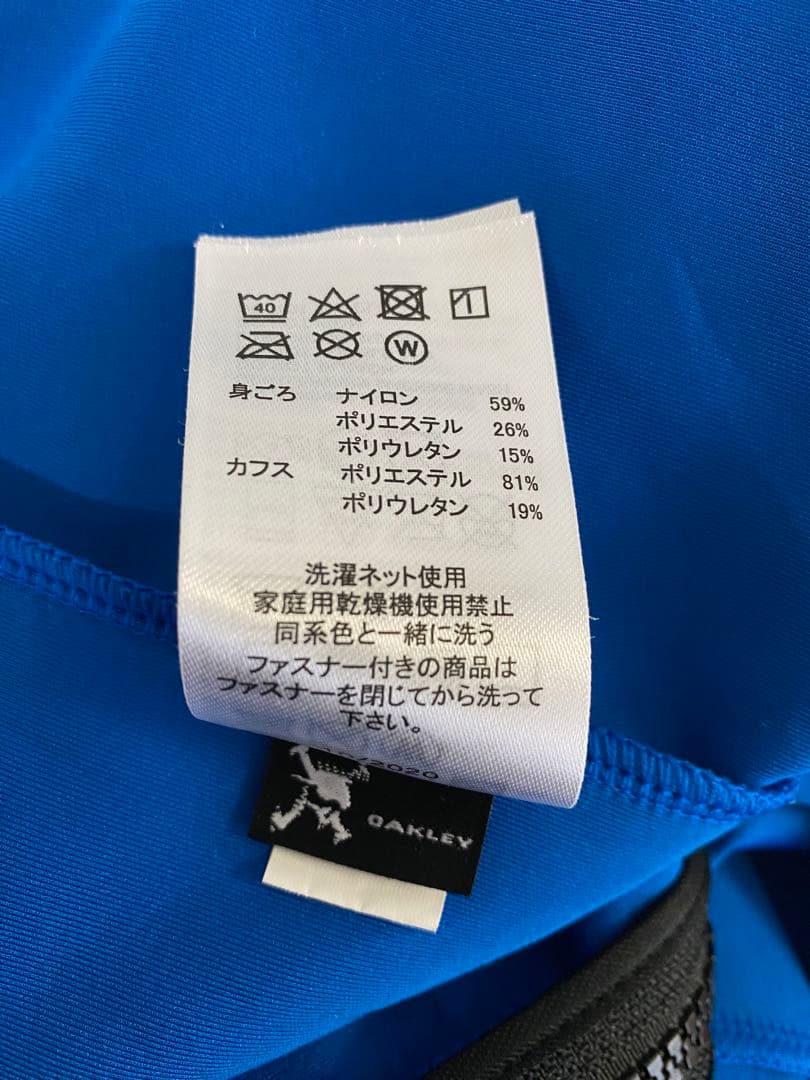 40
W
身ごろ ナイロン 59%
ポリエステル 26%
ポリウレタン 15%
カフス ポリエステル 81%
ポリウレタン 19%
洗濯ネット使用
家庭用乾燥機使用禁止
同系色と一緒に洗う
ファスナー付きの商品は
ファスナーを閉じてから洗って
下さい。
/2020
OAKLEY